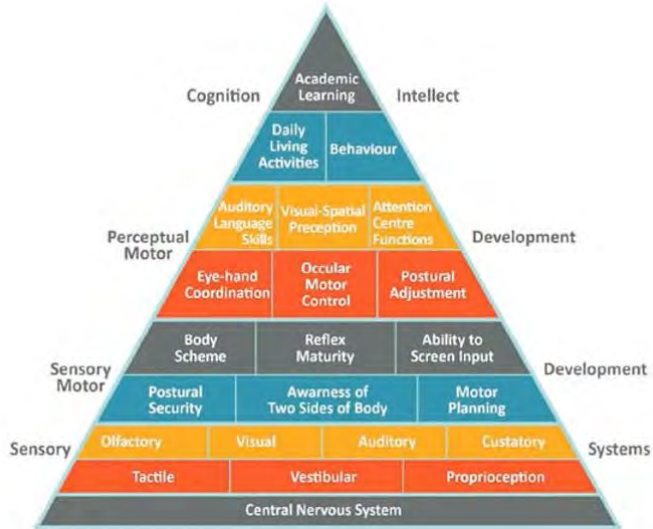 Academic
Learning
Cognition
Intellect
Daily
Living
Activities
Behaviour
Auditory
Language
Skills
Visual-Spatial
Preception
Attention
Centre
Functions
Perceptual
Motor
Development
Eye-hand
Coordination
Occular
Motor
Control
Postural
Adjustment
Body
Scheme
Reflex
Maturity
Ability to
Screen Input
Sensory
Motor
Development
Postural
Security
Awarness of
Two Sides of Body
Motor
Planning
Sensory
Olfactory
Visual
Auditory
Custatory
Systems
Tactile
Vestibular
Proprioception
Central Nervous System